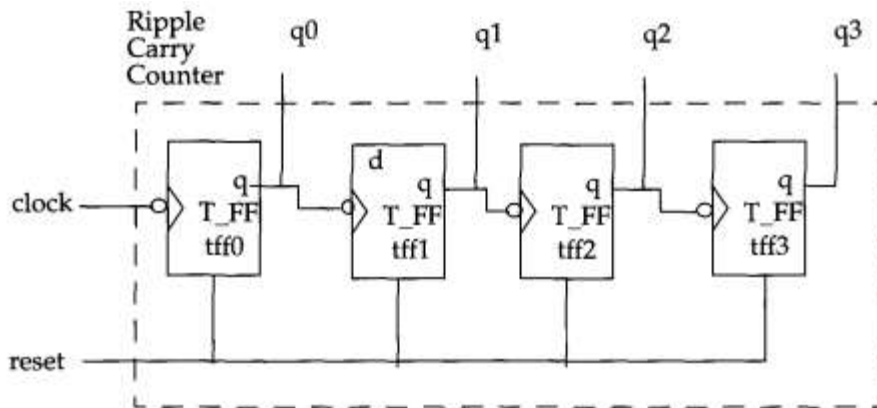 Ripple
Carry
Counter
q0
q1
q2
q3
clock
q
T_FF
tff0
d
q
T_FF
tff1
q
T_FF
tff2
q
T_FF
tff3
reset